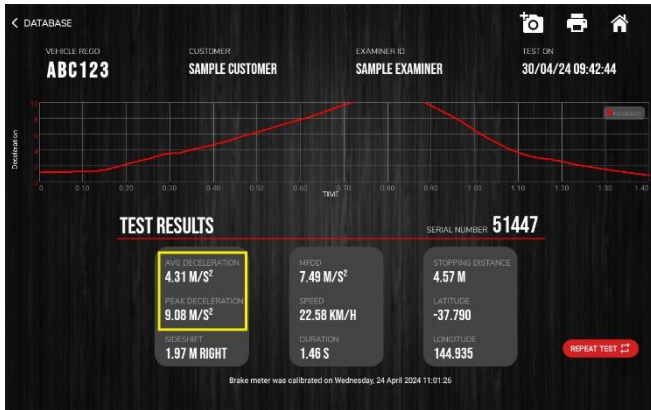 DATABASE
VEHICLE REGO
ABC123
CUSTOMER
SAMPLE CUSTOMER
EXAMINER ID
SAMPLE EXAMINER
TEST ON
30/04/24 09:42:44
10
8
6
4
2
0
Deceleration
0 0.10 0.20 0.30 0.40 0.50 0.60 0.70 0.80 0.90 1.00 1.10 1.20 1.30 1.40
TIME
TEST RESULTS
SERIAL NUMBER 51447
AVG DECELERATION
4.31 M/S²
PEAK DECELERATION
9.08 M/S²
SIDESHIFT
1.97 M RIGHT
MFDD
7.49 M/S²
SPEED
22.58 KM/H
DURATION
1.46 S
STOPPING DISTANCE
4.57 M
LATITUDE
-37.790
LONGITUDE
144.935
REPEAT TEST
Brake meter was calibrated on Wednesday, 24 April 2024 11:01:26